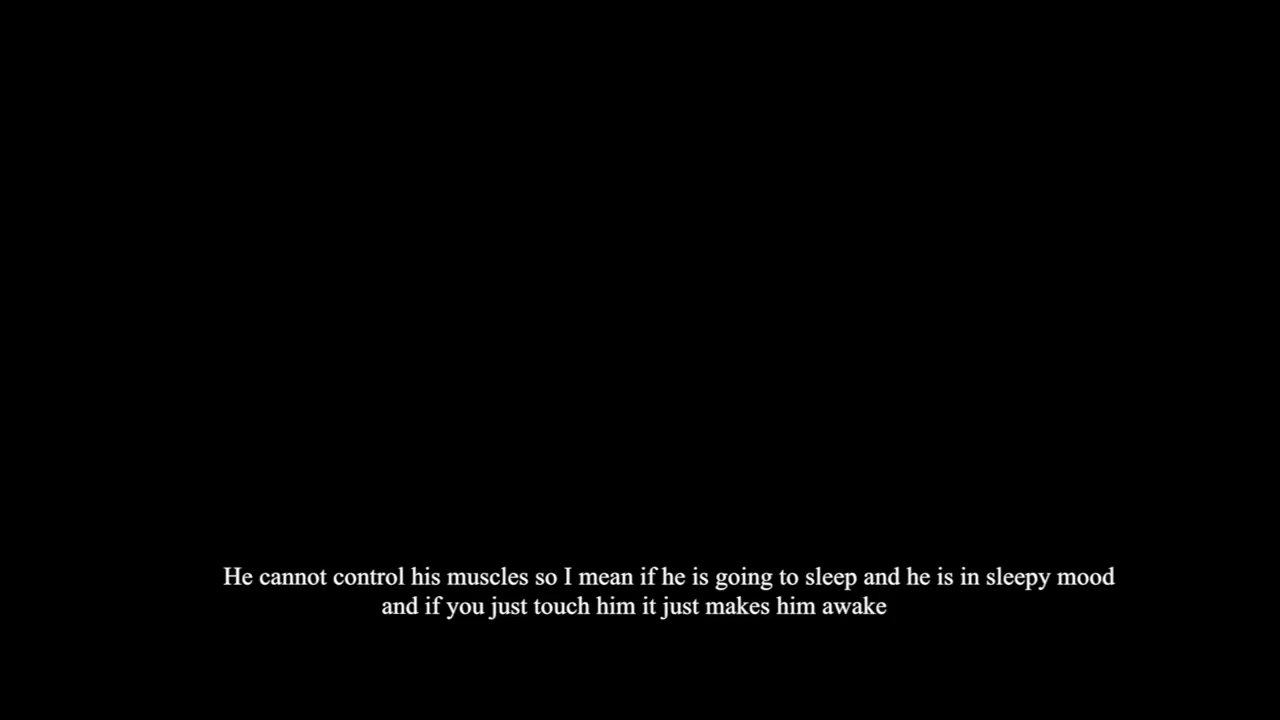 He cannot control his muscles so I mean if he is going to sleep and he is in sleepy mood
and if you just touch him it just makes him awake